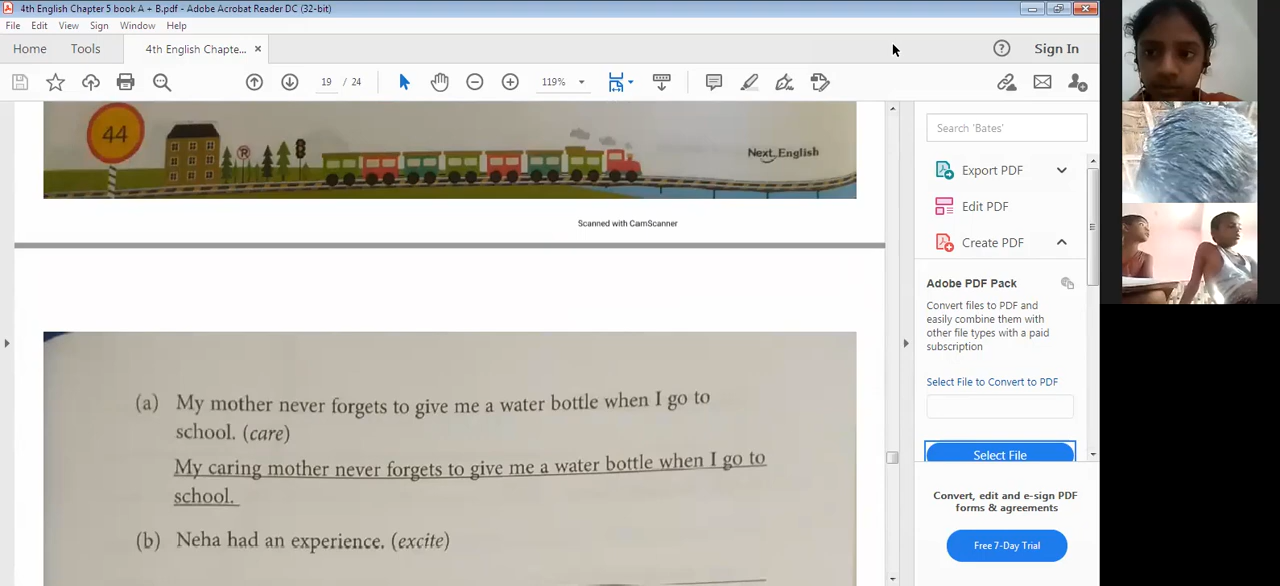 4th English Chapter 5 book A + B.pdf - Adobe Acrobat Reader DC (32-bit)
File Edit View Sign Window Help
Home Tools 4th English Chapte... × Sign In
19 / 24 119%
44
Next English
Scanned with CamScanner
(a) My mother never forgets to give me a water bottle when I go to
school. (care)
My caring mother never forgets to give me a water bottle when I go to
school.
(b) Neha had an experience. (excite)
Search 'Bates'
Export PDF
Edit PDF
Create PDF
Adobe PDF Pack
Convert files to PDF and
easily combine them with
other file types with a paid
subscription
Select File to Convert to PDF
Select File
Convert, edit and e-sign PDF
forms & agreements
Free 7-Day Trial